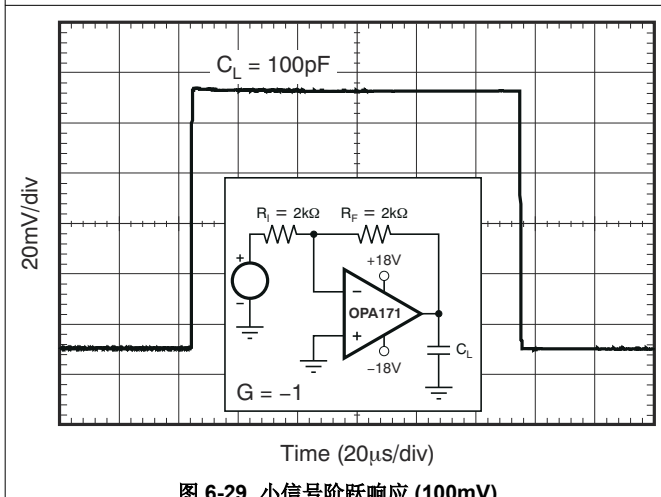 C_L = 100pF
20mV/div
R_I = 2kΩ
R_F = 2kΩ
+
−
+18V
−
OPA171
+
−18V
C_L
G = −1
Time (20μs/div)
图 6-29. 小信号阶跃响应 (100mV)